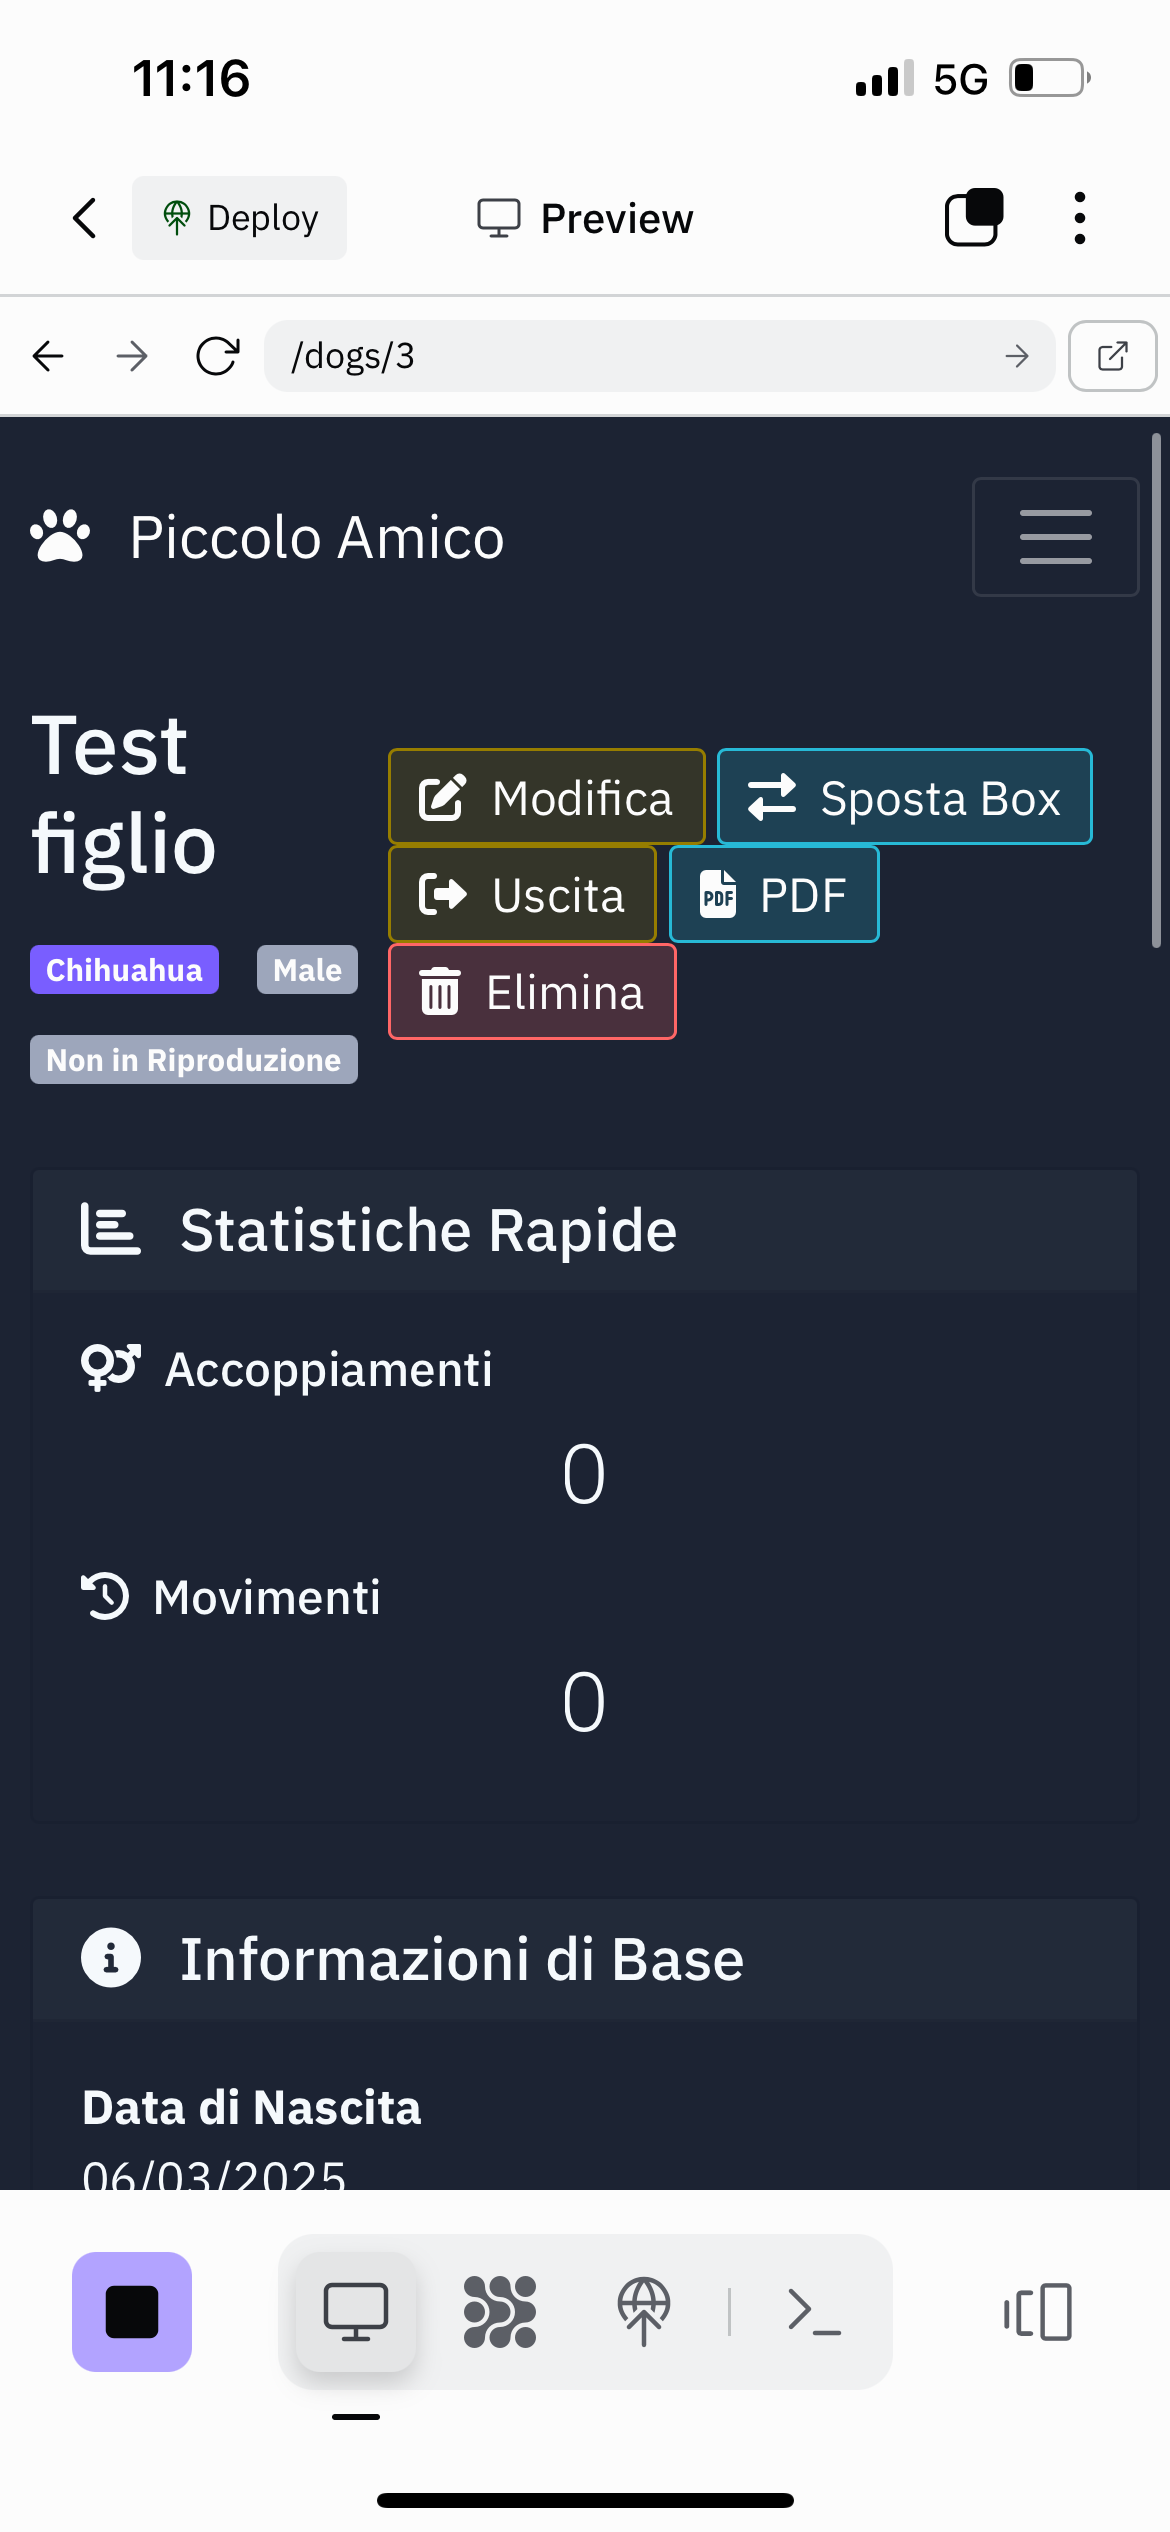 11:16
5G
Deploy
Preview
/dogs/3
Piccolo Amico
Test
figlio
Chihuahua
Male
Non in Riproduzione
Modifica
Sposta Box
Uscita
PDF
PDF
Elimina
Statistiche Rapide
Accoppiamenti
0
Movimenti
0
Informazioni di Base
Data di Nascita
06/03/2025